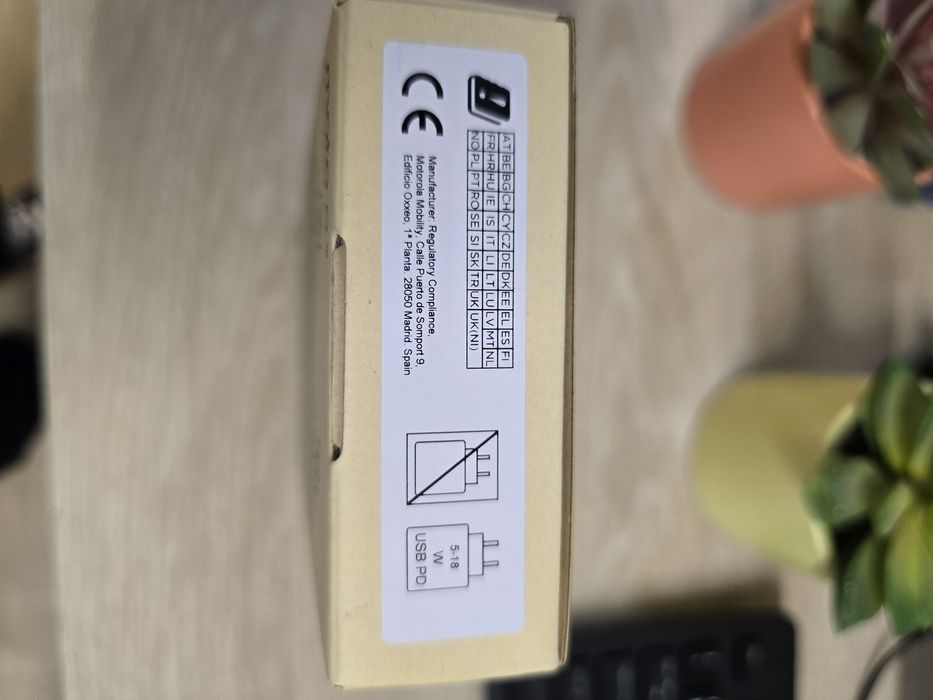 AT BE BG CH CY CZ DE DK EE EL ES FI
FR HR HU IE IS IT LI LT LU LV MT NL
NO PL PT RO SE SI SK TR UK UK(NI)
CE
Manufacturer: Regulatory Compliance,
Motorola Mobility, Calle Puerto de Somport 9,
Edificio Oxxeo, 1ª Planta, 28050 Madrid, Spain
5-18
W
USB PD